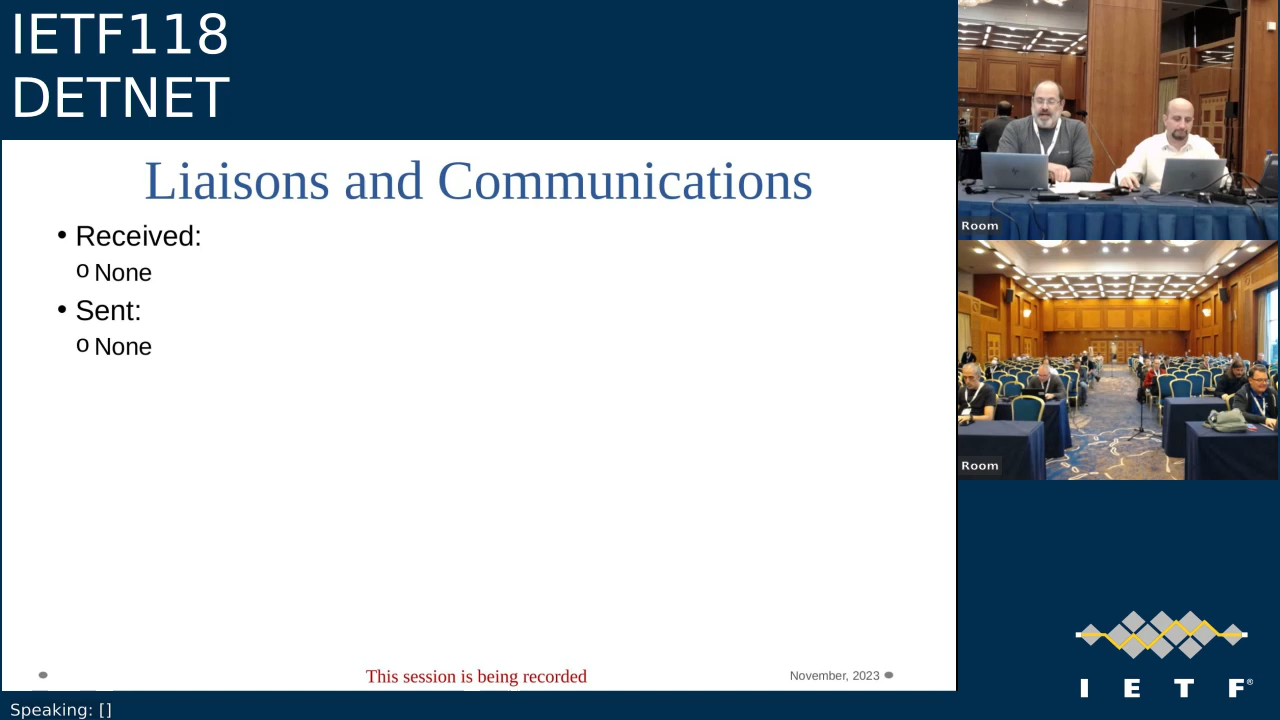 IETF118
DETNET
Liaisons and Communications
• Received:
o None
• Sent:
o None
This session is being recorded
November, 2023
Speaking: []
Room
Room
I E T F®